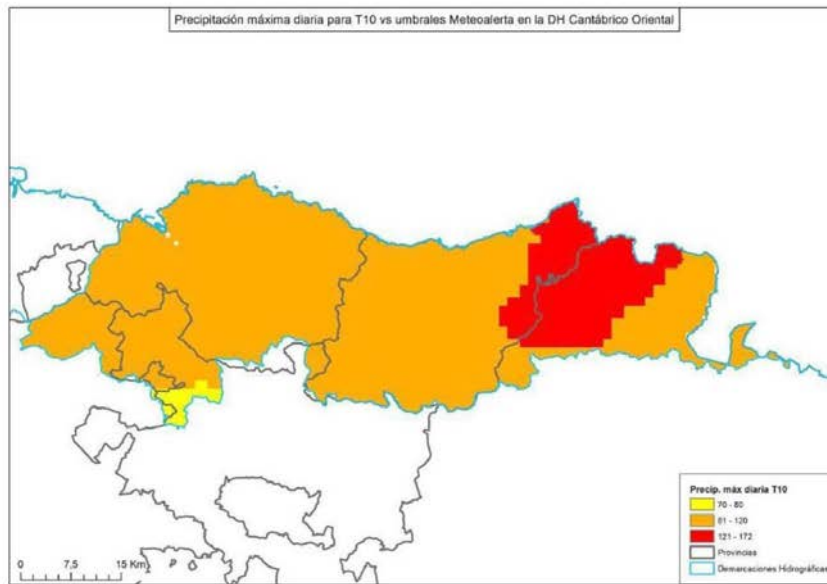 Precipitación máxima diaria para T10 vs umbrales Meteoalerta en la DH Cantábrico Oriental
Precip. máx diaria T10
76 - 80
81 - 120
121 - 172
Provincias
Demarcaciones Hidrográficas
0 7,5 15 Km